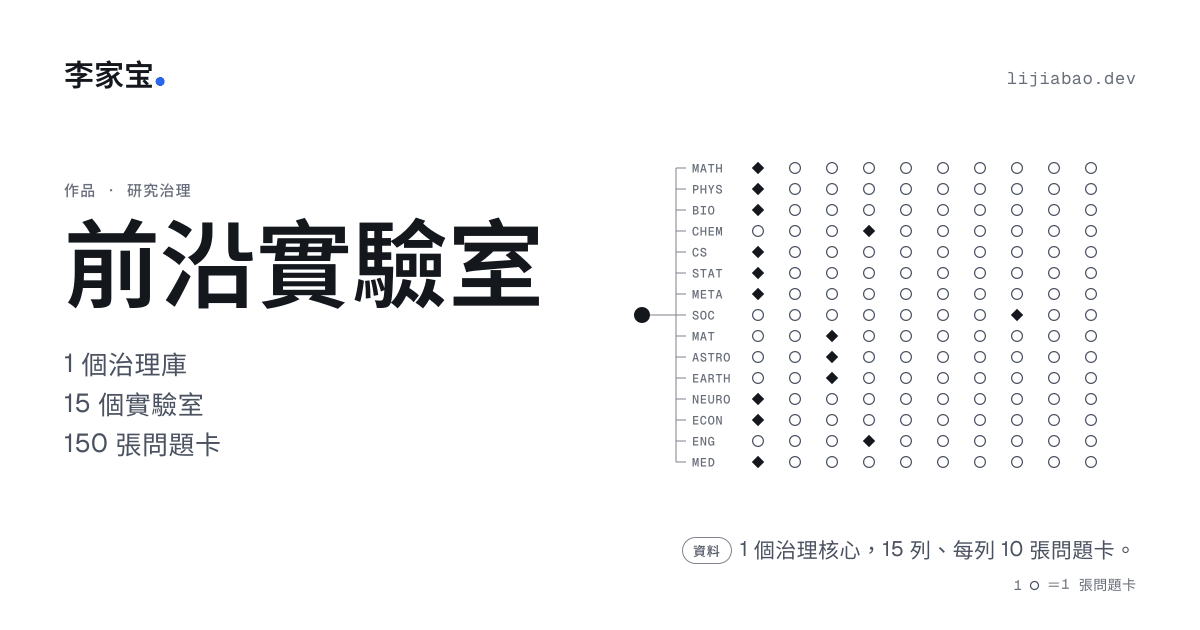 李家宝
lijiabao.dev
作品 · 研究治理
前沿實驗室
1 個治理庫
15 個實驗室
150 張問題卡
MATH
PHYS
BIO
CHEM
CS
STAT
META
SOC
MAT
ASTRO
EARTH
NEURO
ECON
ENG
MED
資料 1 個治理核心，15 列、每列 10 張問題卡。
1 ○ =1 張問題卡